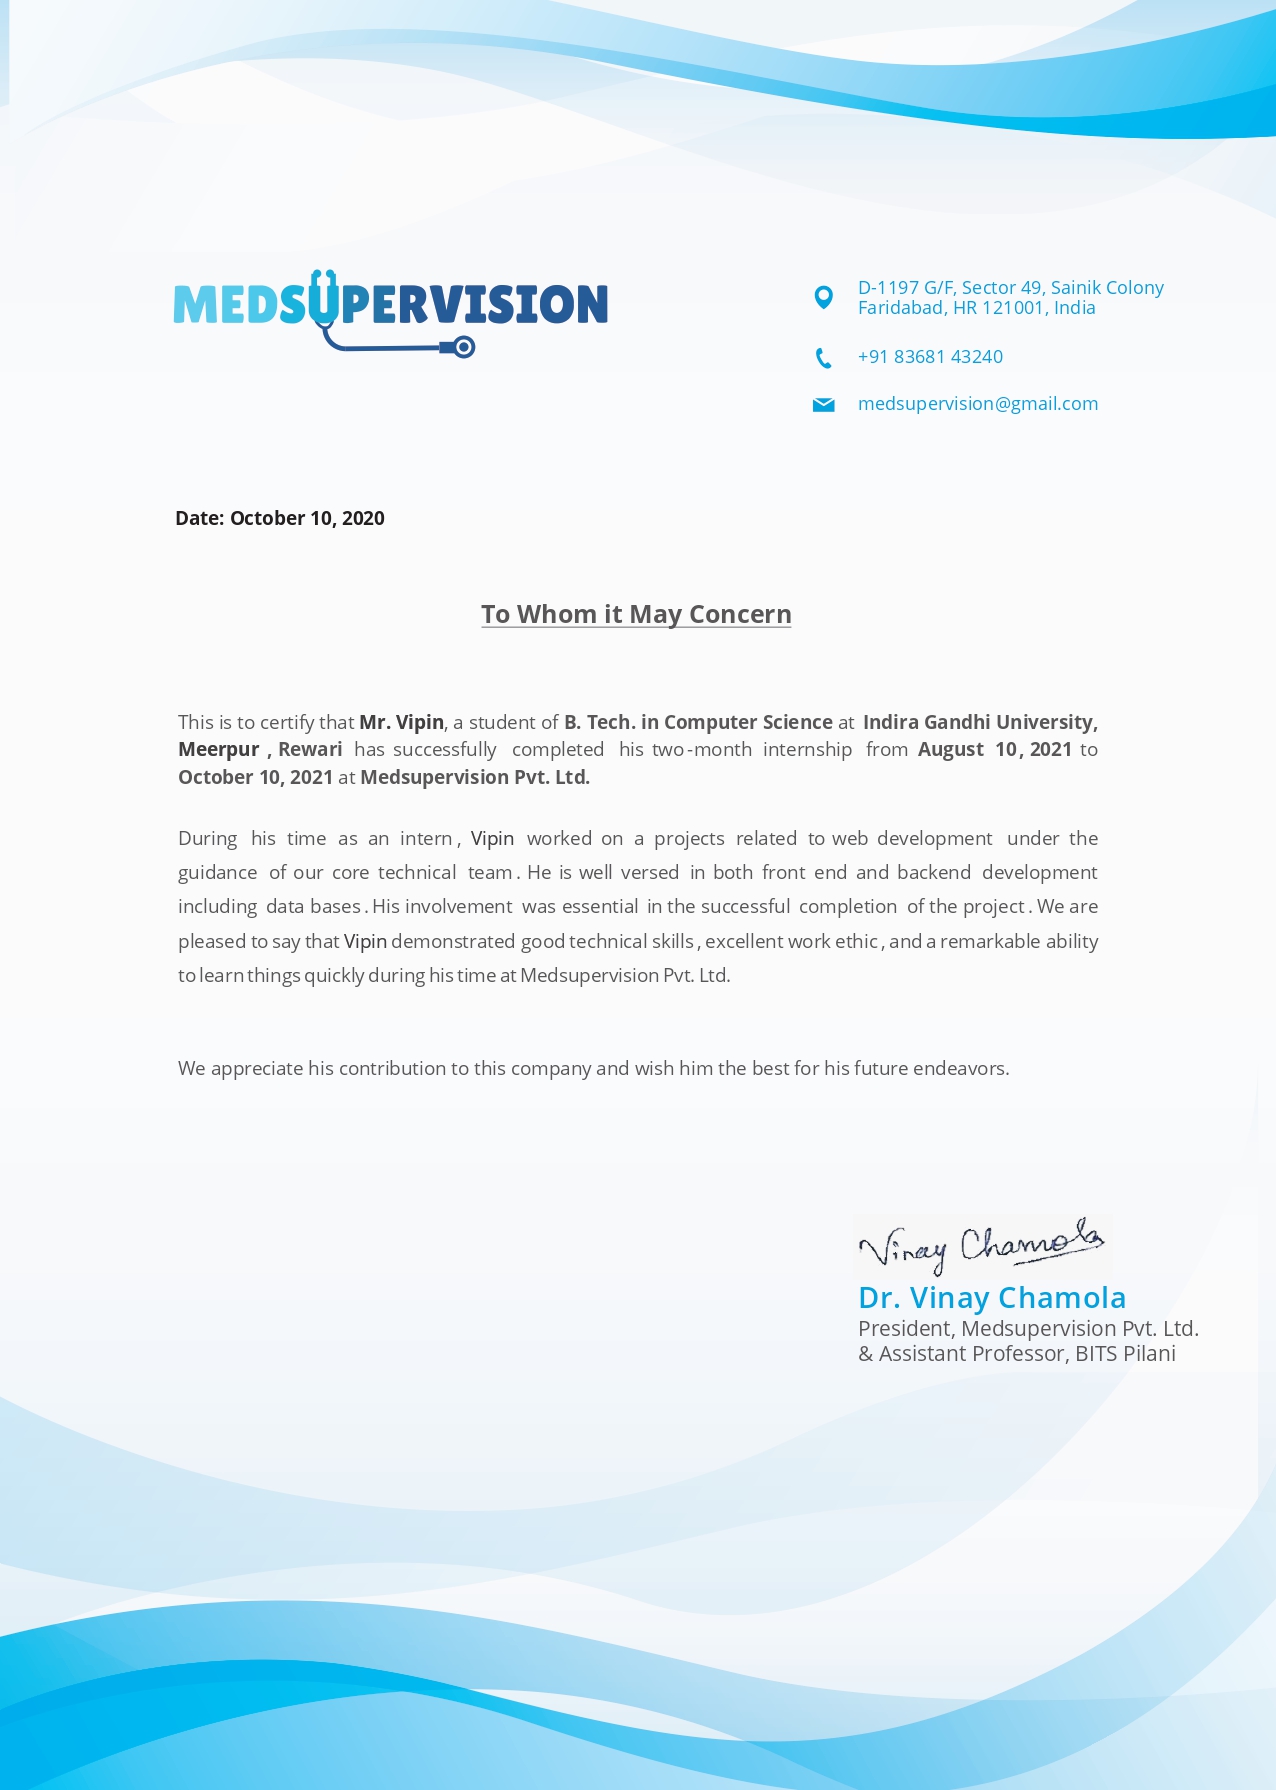 MEDSUPERVISION
D-1197 G/F, Sector 49, Sainik Colony
Faridabad, HR 121001, India
+91 83681 43240
medsupervision@gmail.com
Date: October 10, 2020
To Whom it May Concern
This is to certify that Mr. Vipin, a student of B. Tech. in Computer Science at Indira Gandhi University,
Meerpur , Rewari has successfully completed his two-month internship from August 10, 2021 to
October 10, 2021 at Medsupervision Pvt. Ltd.
During his time as an intern, Vipin worked on a projects related to web development under the
guidance of our core technical team. He is well versed in both front end and backend development
including data bases. His involvement was essential in the successful completion of the project. We are
pleased to say that Vipin demonstrated good technical skills, excellent work ethic, and a remarkable ability
to learn things quickly during his time at Medsupervision Pvt. Ltd.
We appreciate his contribution to this company and wish him the best for his future endeavors.
Vinay Chamola
Dr. Vinay Chamola
President, Medsupervision Pvt. Ltd.
& Assistant Professor, BITS Pilani